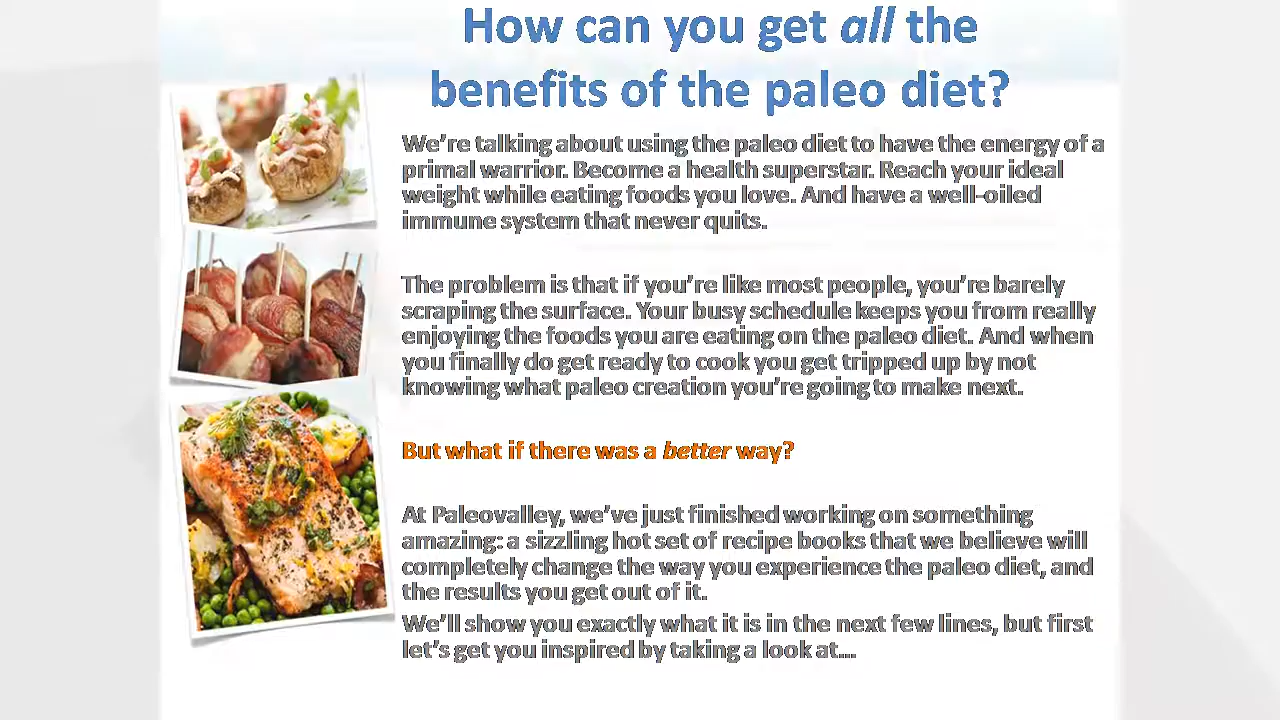 How can you get all the
benefits of the paleo diet?
We're talking about using the paleo diet to have the energy of a
primal warrior. Become a health superstar. Reach your ideal
weight while eating foods you love. And have a well-oiled
immune system that never quits.
The problem is that if you're like most people, you're barely
scraping the surface. Your busy schedule keeps you from really
enjoying the foods you are eating on the paleo diet. And when
you finally do get ready to cook you get tripped up by not
knowing what paleo creation you're going to make next.
But what if there was a better way?
At Paleovalley, we've just finished working on something
amazing: a sizzling hot set of recipe books that we believe will
completely change the way you experience the paleo diet, and
the results you get out of it.
We'll show you exactly what it is in the next few lines, but first
let's get you inspired by taking a look at...